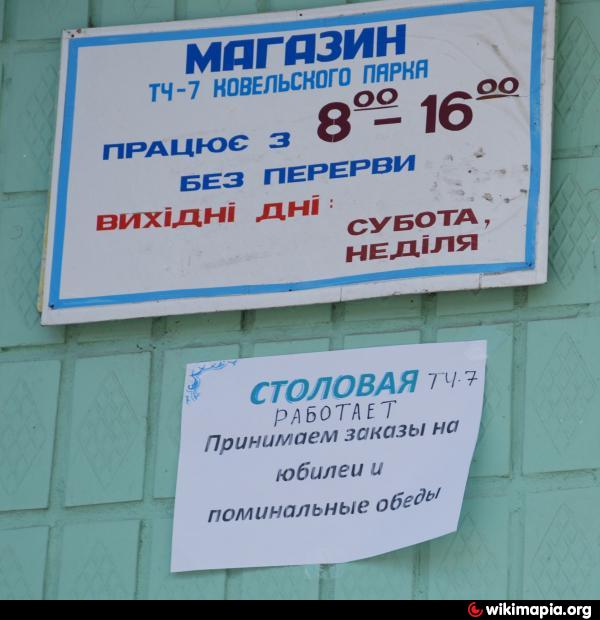 МАГАЗИН
ТЧ-7 КОВЕЛЬСКОГО ПАРКА
ПРАЦЮЄ З 8⁰⁰ – 16⁰⁰
БЕЗ ПЕРЕРВИ
ВИХІДНІ ДНІ:
СУБОТА,
НЕДІЛЯ
СТОЛОВАЯ ТЧ-7
РАБОТАЕТ
Принимаем заказы на
юбилеи и
поминальные обеды
wikimapia.org